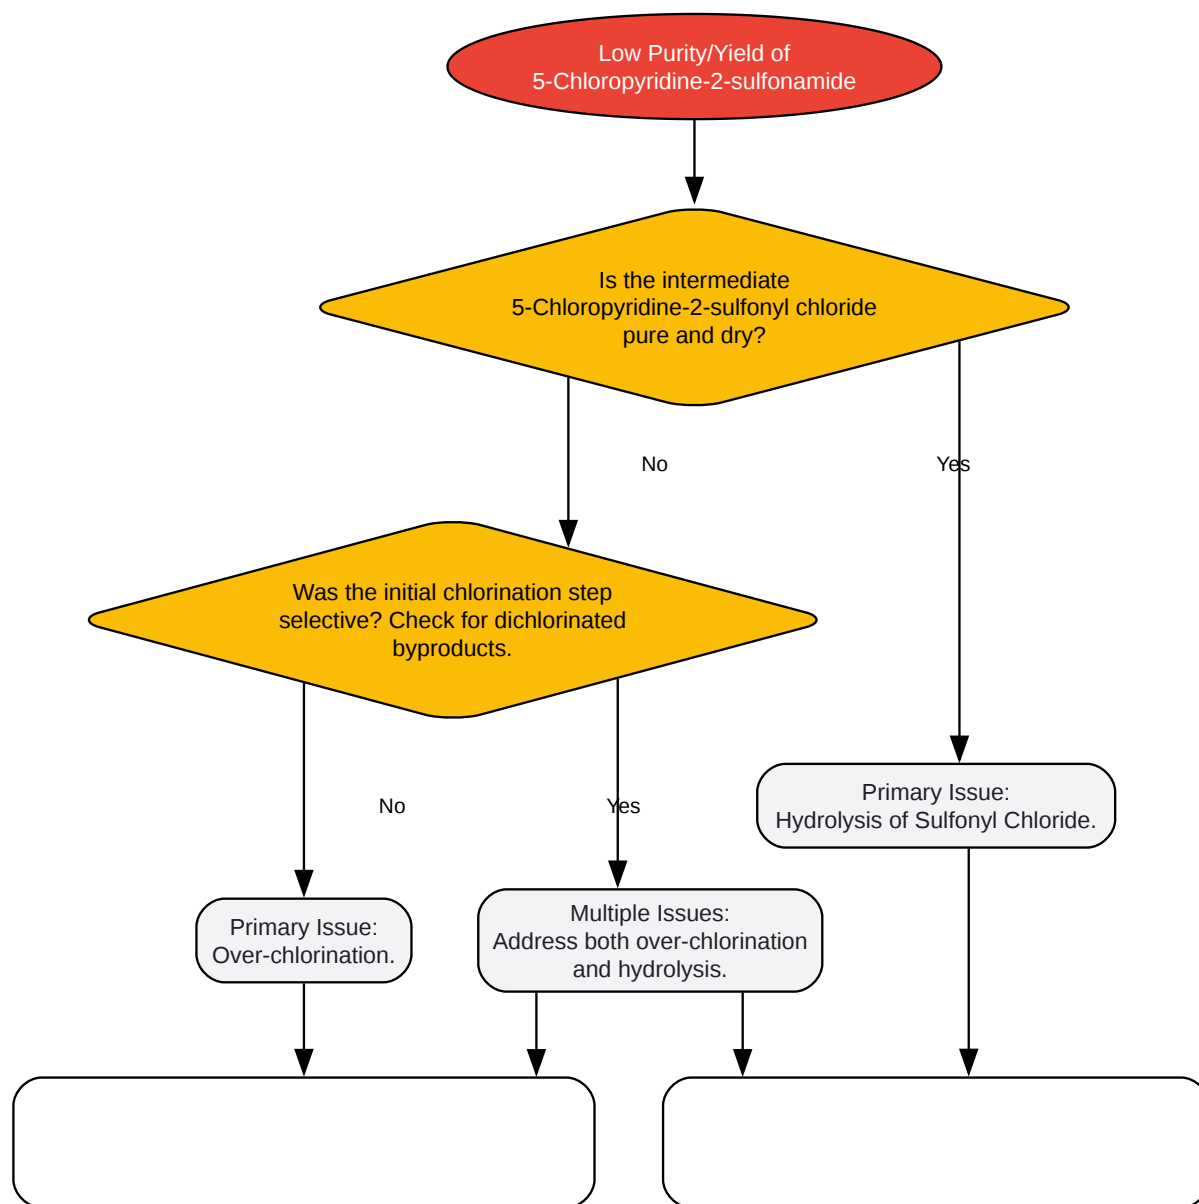 Low Purity/Yield of
5-Chloropyridine-2-sulfonamide
Is the intermediate
5-Chloropyridine-2-sulfonyl chloride
pure and dry?
No
Yes
Was the initial chlorination step
selective? Check for dichlorinated
byproducts.
No
Yes
Primary Issue:
Hydrolysis of Sulfonyl Chloride.
Primary Issue:
Over-chlorination.
Multiple Issues:
Address both over-chlorination
and hydrolysis.